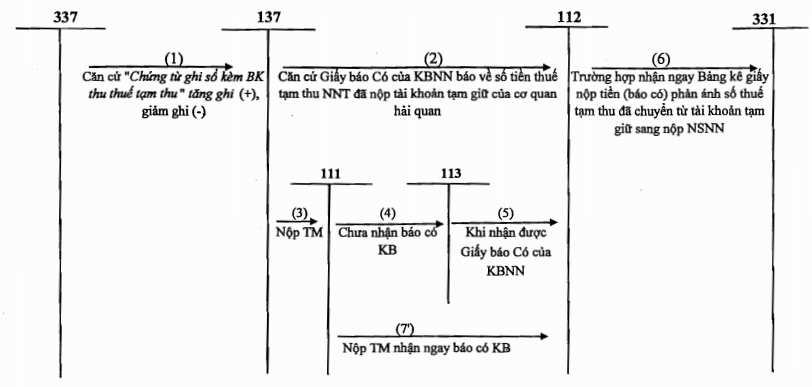 337
137
112
331
(1)
Căn cứ "Chứng từ ghi số kèm BK
thu thuế tạm thu" tăng ghi (+),
giảm ghi (-)
(2)
Căn cứ Giấy báo Có của KBNN báo về số tiền thuế
tạm thu NNT đã nộp tài khoản tạm giữ của cơ quan
hải quan
(6)
Trường hợp nhận ngay Bảng kê giấy
nộp tiền (báo có) phản ánh số thuế
tạm thu đã chuyển từ tài khoản tạm
giữ sang nộp NSNN
111
113
(3)
Nộp TM
(4)
Chưa nhận báo có
KB
(5)
Khi nhận được
Giấy báo Có của
KBNN
(7')
Nộp TM nhận ngay báo có KB